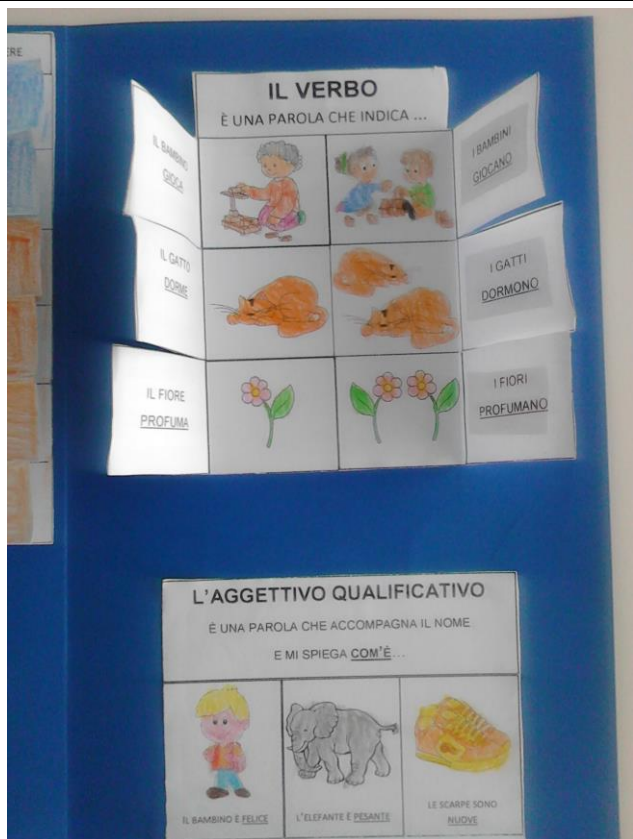 ERE
IL VERBO
È UNA PAROLA CHE INDICA ...
IL BAMBINO
GIOCA
I BAMBINI
GIOCANO
IL GATTO
DORME
I GATTI
DORMONO
IL FIORE
PROFUMA
I FIORI
PROFUMANO
L'AGGETTIVO QUALIFICATIVO
È UNA PAROLA CHE ACCOMPAGNA IL NOME
E MI SPIEGA COM'È...
IL BAMBINO È FELICE
L'ELEFANTE È PESANTE
LE SCARPE SONO
NUOVE